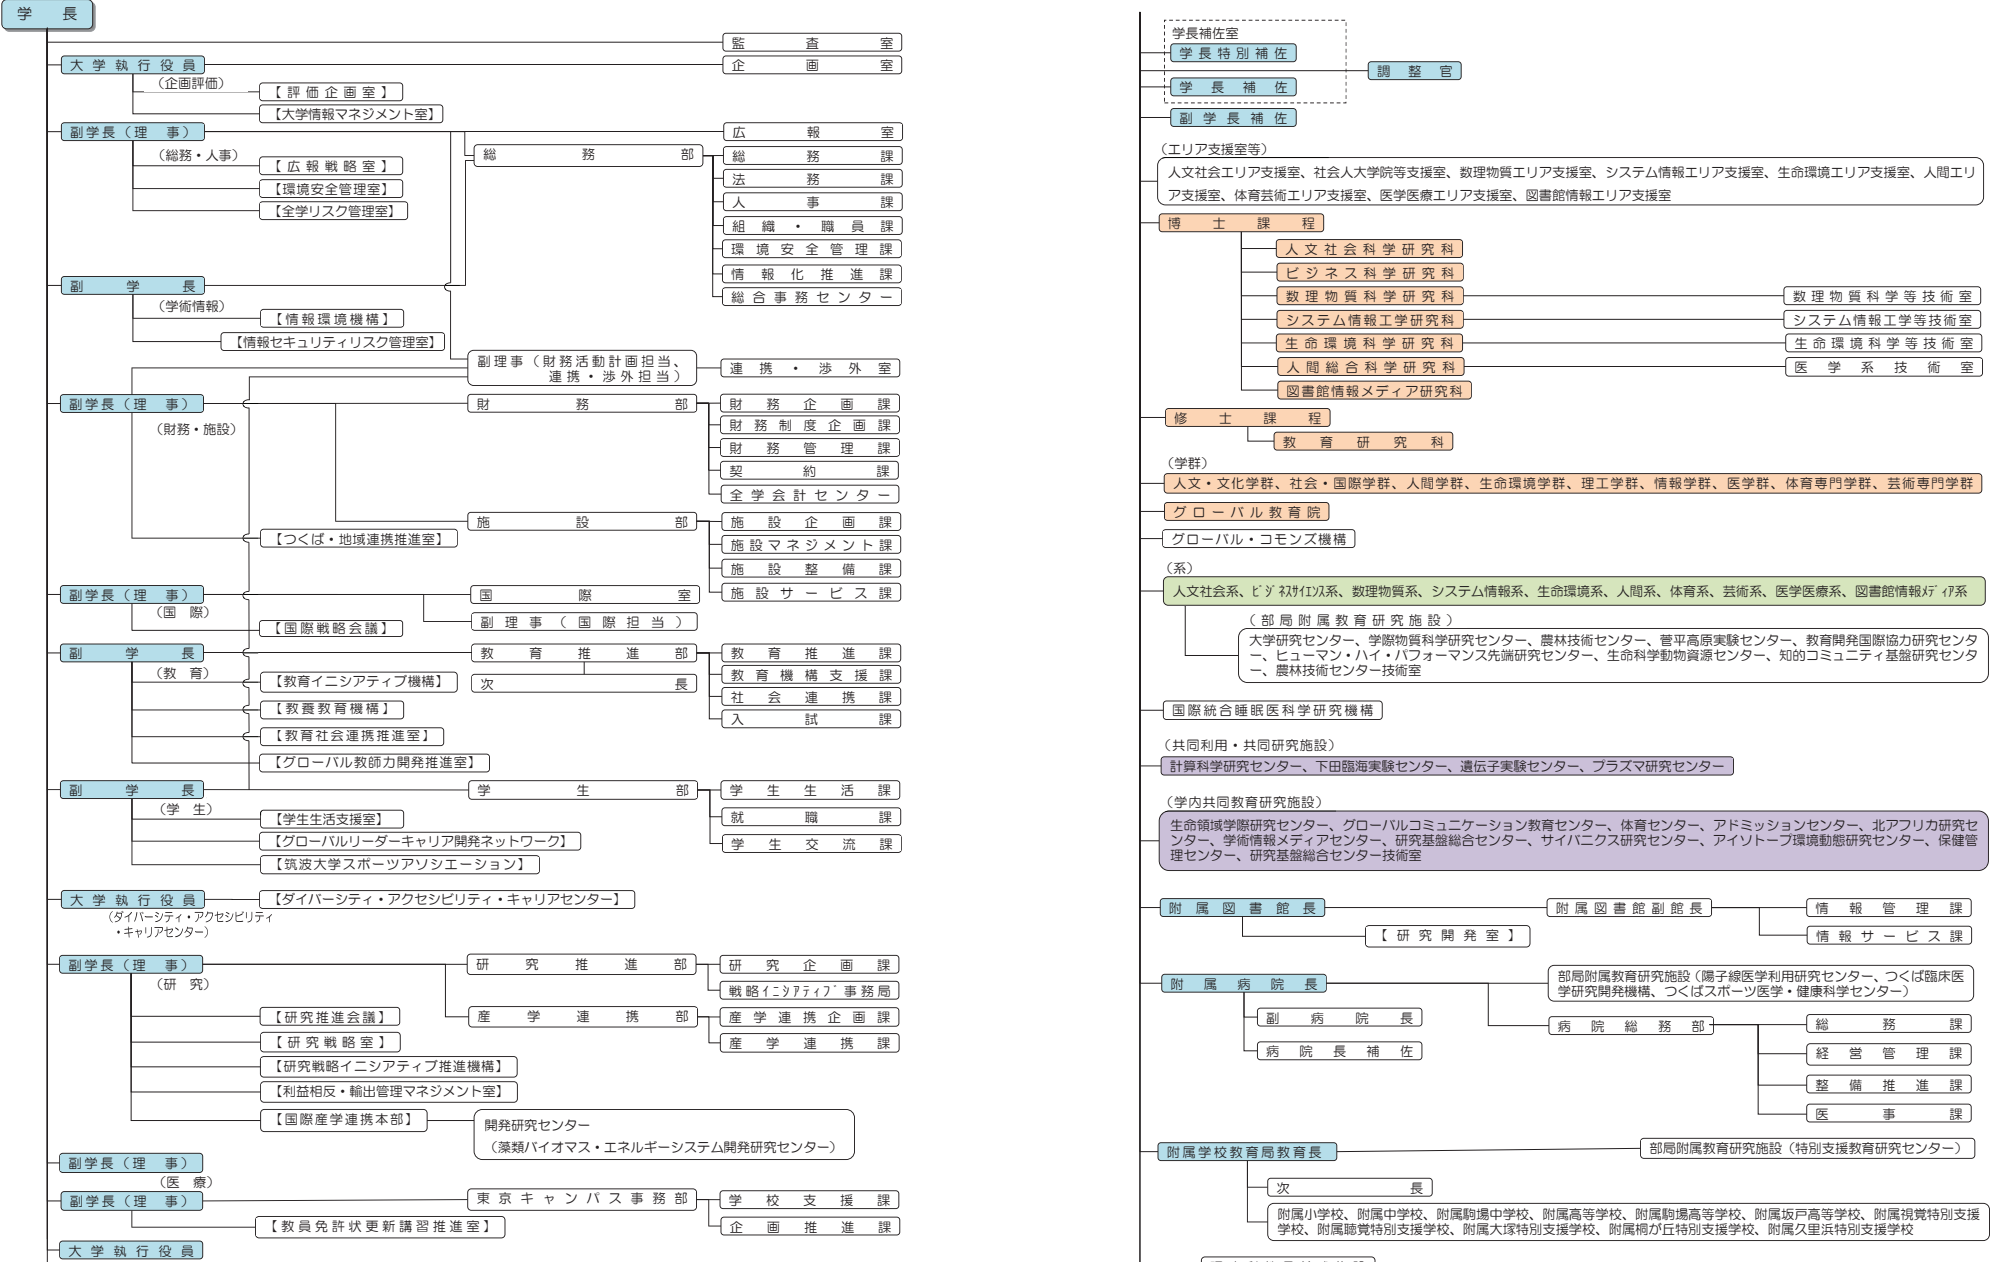 学長
監査室
大学執行役員
企画室
（企画評価）
【評価企画室】
【大学情報マネジメント室】
副学長（理　事）
広報室
（総務・人事）
総務部
総務課
【広報戦略室】
法務課
【環境安全管理室】
人事課
【全学リスク管理室】
組織・職員課
環境安全管理課
情報化推進課
総合事務センター
副学長
（学術情報）
【情報環境機構】
【情報セキュリティリスク管理室】
副理事（財務活動計画担当、
連携・渉外担当）
連携・渉外室
副学長（理　事）
（財務・施設）
財務部
財務企画課
財務制度企画課
財務管理課
契約課
全学会計センター
施設部
施設企画課
【つくば・地域連携推進室】
施設マネジメント課
施設整備課
施設サービス課
副学長（理　事）
（国　際）
国際室
副理事（国際担当）
【国際戦略会議】
副学長
（教　育）
教育推進部
教育推進課
【教育イニシアティブ機構】
次長
教育機構支援課
社会連携課
【教養教育機構】
入試課
【教育社会連携推進室】
【グローバル教師力開発推進室】
副学長
（学　生）
学生部
学生生活課
【学生生活支援室】
就職課
【グローバルリーダーキャリア開発ネットワーク】
学生交流課
【筑波大学スポーツアソシエーション】
大学執行役員
【ダイバーシティ・アクセシビリティ・キャリアセンター】
（ダイバーシティ・アクセシビリティ
・キャリアセンター）
副学長（理　事）
（研　究）
研究推進部
研究企画課
戦略イニシアティブ事務局
【研究推進会議】
産学連携部
産学連携企画課
【研究戦略室】
産学連携課
【研究戦略イニシアティブ推進機構】
【利益相反・輸出管理マネジメント室】
【国際産学連携本部】
開発研究センター
（藻類バイオマス・エネルギーシステム開発研究センター）
副学長（理　事）
（医　療）
副学長（理　事）
東京キャンパス事務部
学校支援課
【教員免許状更新講習推進室】
企画推進課
大学執行役員
学長補佐室
学長特別補佐
調整官
学長補佐
副学長補佐
（エリア支援室等）
人文社会エリア支援室、社会人大学院等支援室、数理物質エリア支援室、システム情報エリア支援室、生命環境エリア支援室、人間エリ
ア支援室、体育芸術エリア支援室、医学医療エリア支援室、図書館情報エリア支援室
博士課程
人文社会科学研究科
ビジネス科学研究科
数理物質科学研究科
数理物質科学等技術室
システム情報工学研究科
システム情報工学等技術室
生命環境科学研究科
生命環境科学等技術室
人間総合科学研究科
医学系技術室
図書館情報メディア研究科
修士課程
教育研究科
（学群）
人文・文化学群、社会・国際学群、人間学群、生命環境学群、理工学群、情報学群、医学群、体育専門学群、芸術専門学群
グローバル教育院
グローバル・コモンズ機構
（系）
人文社会系、ビジネスサイエンス系、数理物質系、システム情報系、生命環境系、人間系、体育系、芸術系、医学医療系、図書館情報メディア系
（部局附属教育研究施設）
大学研究センター、学際物質科学研究センター、農林技術センター、菅平高原実験センター、教育開発国際協力研究センタ
ー、ヒューマン・ハイ・パフォーマンス先端研究センター、生命科学動物資源センター、知的コミュニティ基盤研究センタ
ー、農林技術センター技術室
国際統合睡眠医科学研究機構
（共同利用・共同研究施設）
計算科学研究センター、下田臨海実験センター、遺伝子実験センター、プラズマ研究センター
（学内共同教育研究施設）
生命領域学際研究センター、グローバルコミュニケーション教育センター、体育センター、アドミッションセンター、北アフリカ研究セ
ンター、学術情報メディアセンター、研究基盤総合センター、サイバニクス研究センター、アイソトープ環境動態研究センター、保健管
理センター、研究基盤総合センター技術室
附属図書館長
附属図書館副館長
情報管理課
【研究開発室】
情報サービス課
附属病院長
部局附属教育研究施設（陽子線医学利用研究センター、つくば臨床医
学研究開発機構、つくばスポーツ医学・健康科学センター）
副病院長
病院総務部
総務課
病院長補佐
経営管理課
整備推進課
医事課
附属学校教育局教育長
部局附属教育研究施設（特別支援教育研究センター）
次長
附属小学校、附属中学校、附属駒場中学校、附属高等学校、附属駒場高等学校、附属坂戸高等学校、附属視覚特別支援
学校、附属聴覚特別支援学校、附属大塚特別支援学校、附属桐が丘特別支援学校、附属久里浜特別支援学校